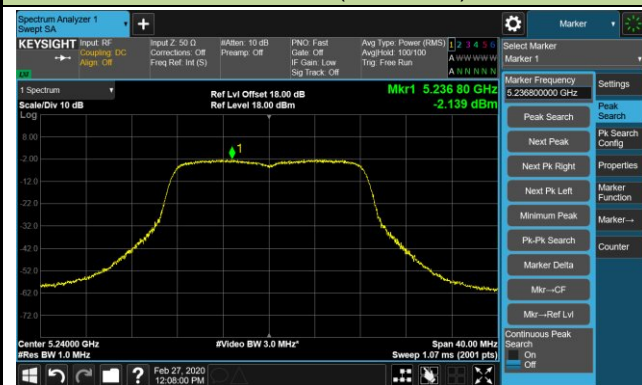 Spectrum Analyzer 1
Swept SA
+
Marker
KEYSIGHT
Input: RF
Coupling: DC
Align: Off
Input Z: 50 Ω
Corrections: Off
Freq Ref: Int (S)
#Atten: 10 dB
Preamp: Off
PNO: Fast
Gate: Off
IF Gain: Low
Sig Track: Off
Avg Type: Power (RMS)
Avg|Hold: 100/100
Trig: Free Run
1 2 3 4 5 6
A W W W W W
A N N N N N
Select Marker
Marker 1
1 Spectrum
Scale/Div 10 dB
Log
Ref Lvl Offset 18.00 dB
Ref Level 18.00 dBm
Mkr1 5.236 80 GHz
-2.139 dBm
8.00
-2.00
-12.0
-22.0
-32.0
-42.0
-52.0
-62.0
-72.0
1
Center 5.24000 GHz
#Res BW 1.0 MHz
#Video BW 3.0 MHz*
Span 40.00 MHz
Sweep 1.07 ms (2001 pts)
Marker Frequency
5.236800000 GHz
Peak Search
Next Peak
Next Pk Right
Next Pk Left
Minimum Peak
Pk-Pk Search
Marker Delta
Mkr→CF
Mkr→Ref Lvl
Continuous Peak
Search
On
Off
Settings
Peak
Search
Pk Search
Config
Properties
Marker
Function
Marker→
Counter
?
Feb 27, 2020
12:08:00 PM